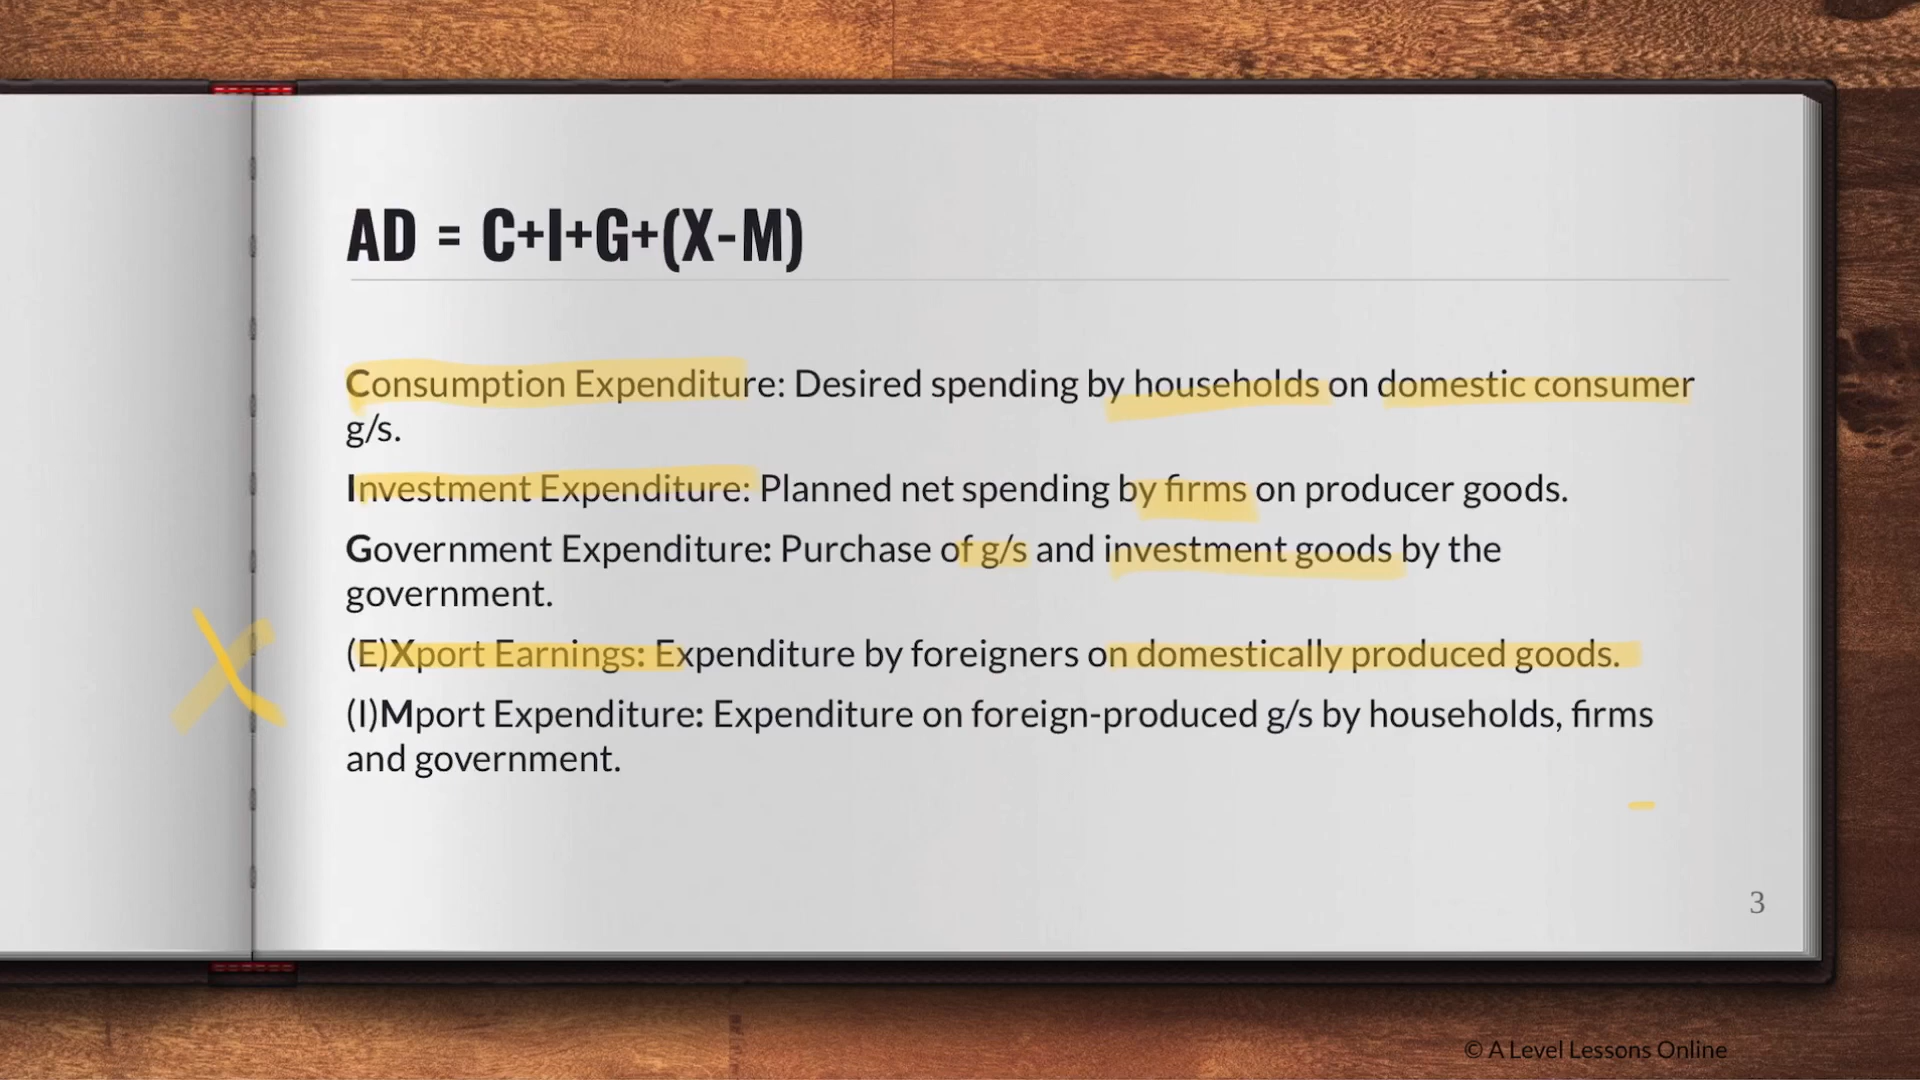 AD = C+I+G+(X-M)
Consumption Expenditure: Desired spending by households on domestic consumer
g/s.
Investment Expenditure: Planned net spending by firms on producer goods.
Government Expenditure: Purchase of g/s and investment goods by the
government.
(E)Xport Earnings: Expenditure by foreigners on domestically produced goods.
(I)Mport Expenditure: Expenditure on foreign-produced g/s by households, firms
and government.
3
© A Level Lessons Online